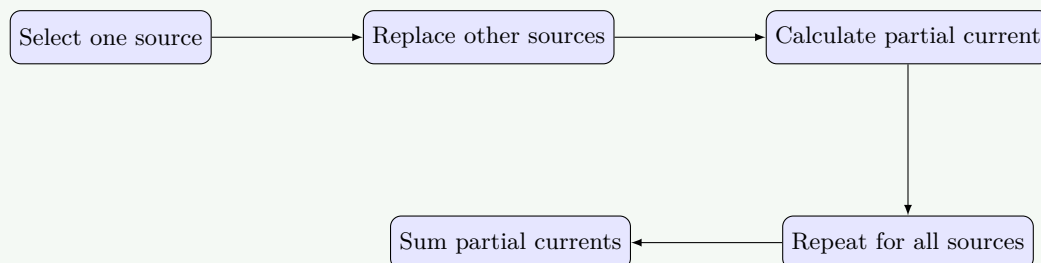 Select one source
Replace other sources
Calculate partial current
Sum partial currents
Repeat for all sources